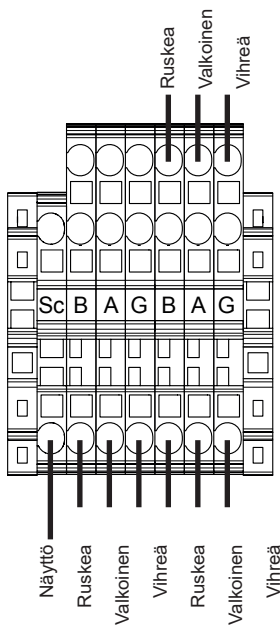 Ruskea
Valkoinen
Vihreä
Sc B A G B A G
Näyttö
Ruskea
Valkoinen
Vihreä
Ruskea
Valkoinen
Vihreä